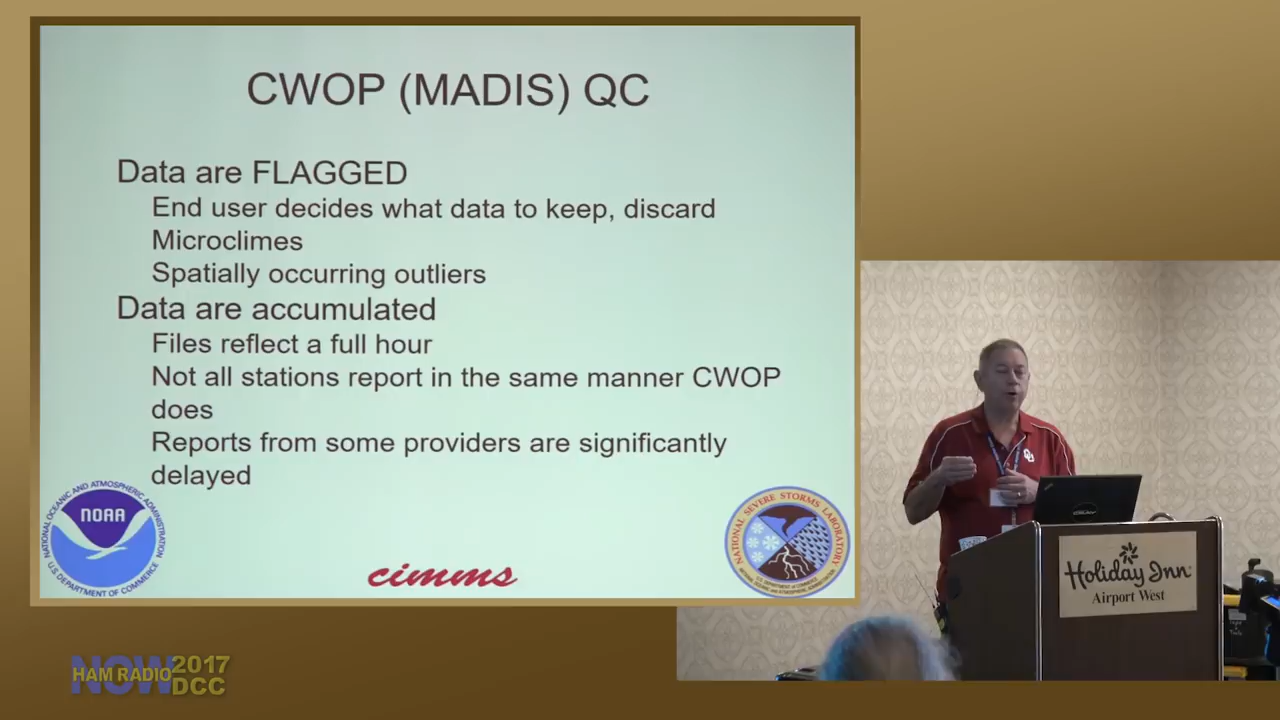 CWOP (MADIS) QC
Data are FLAGGED
End user decides what data to keep, discard
Microclimes
Spatially occurring outliers
Data are accumulated
Files reflect a full hour
Not all stations report in the same manner CWOP
does
Reports from some providers are significantly
delayed
NATIONAL OCEANIC AND ATMOSPHERIC ADMINISTRATION
NOAA
U.S. DEPARTMENT OF COMMERCE
cimms
NATIONAL SEVERE STORMS LABORATORY
OU
Holiday Inn
Airport West
NOW
HAM RADIO
2017
DCC